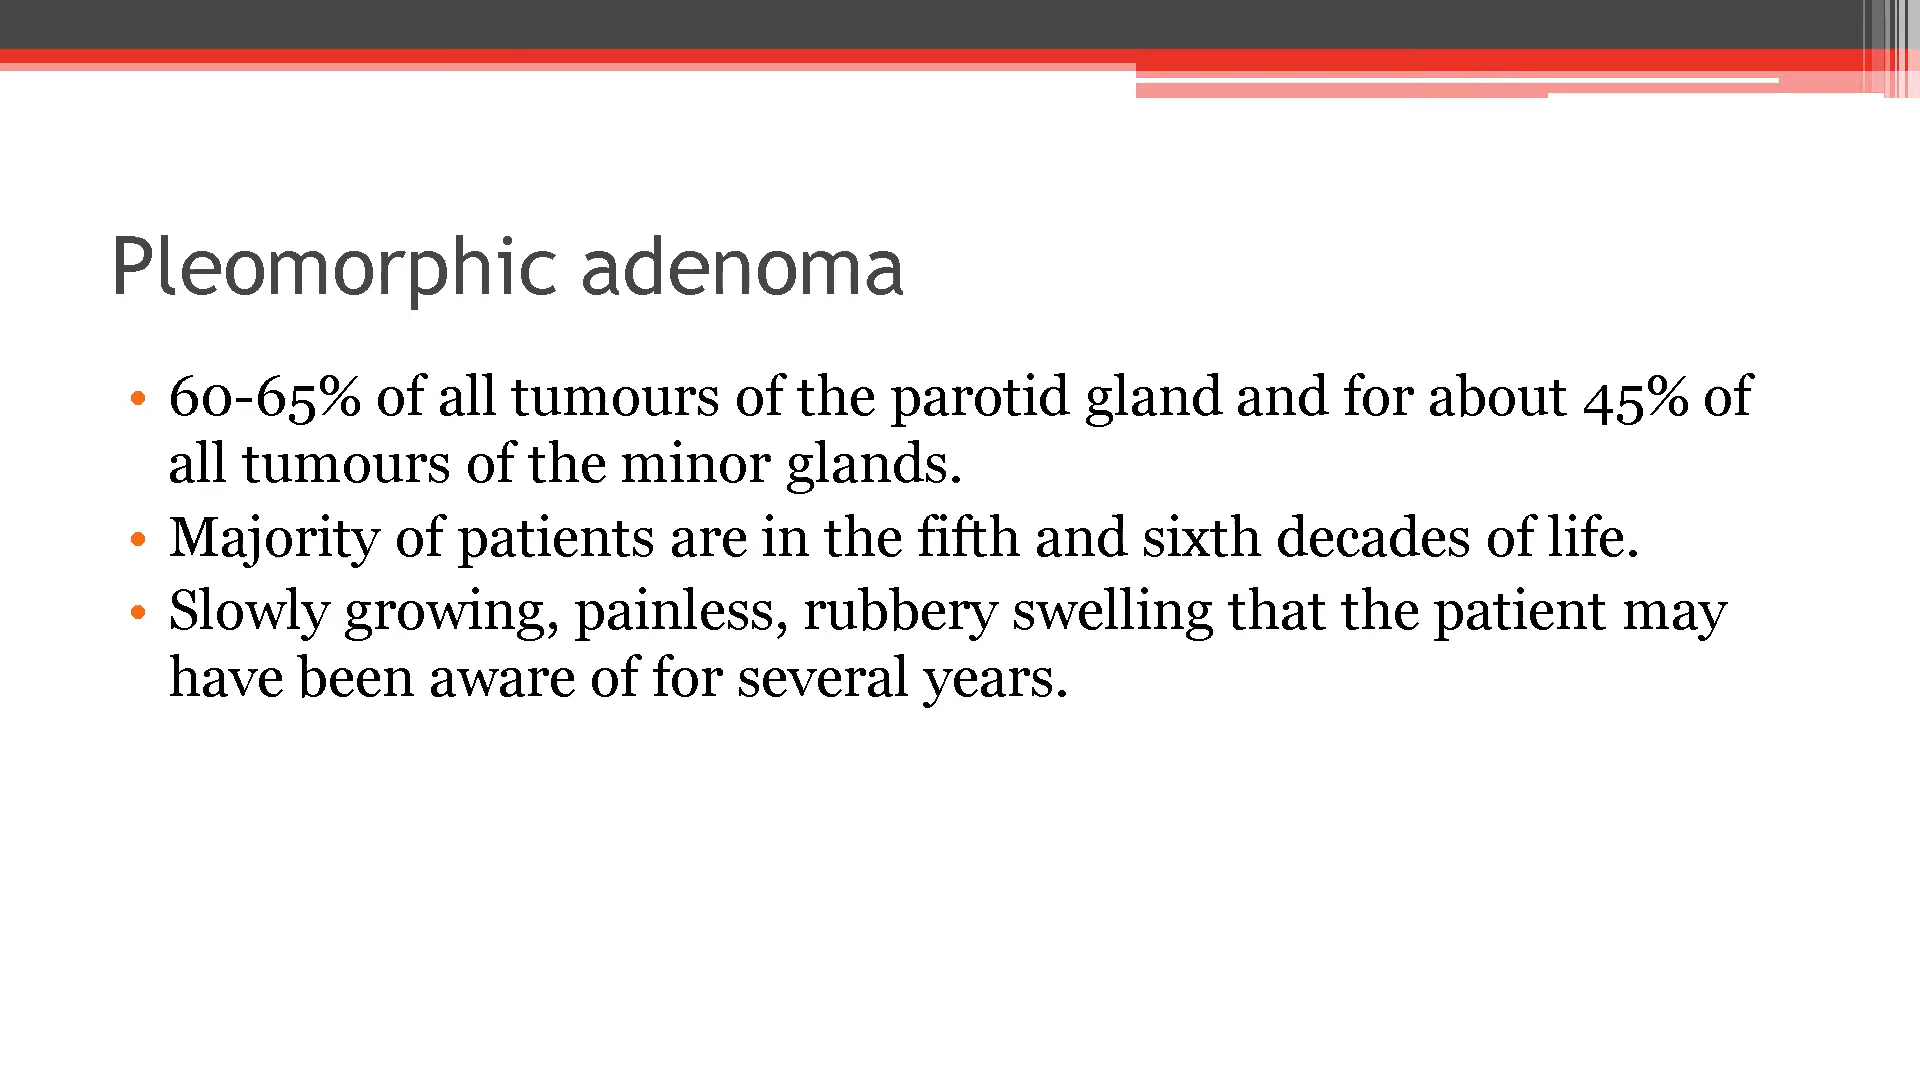 Pleomorphic adenoma
• 60-65% of all tumours of the parotid gland and for about 45% of
all tumours of the minor glands.
• Majority of patients are in the fifth and sixth decades of life.
• Slowly growing, painless, rubbery swelling that the patient may
have been aware of for several years.